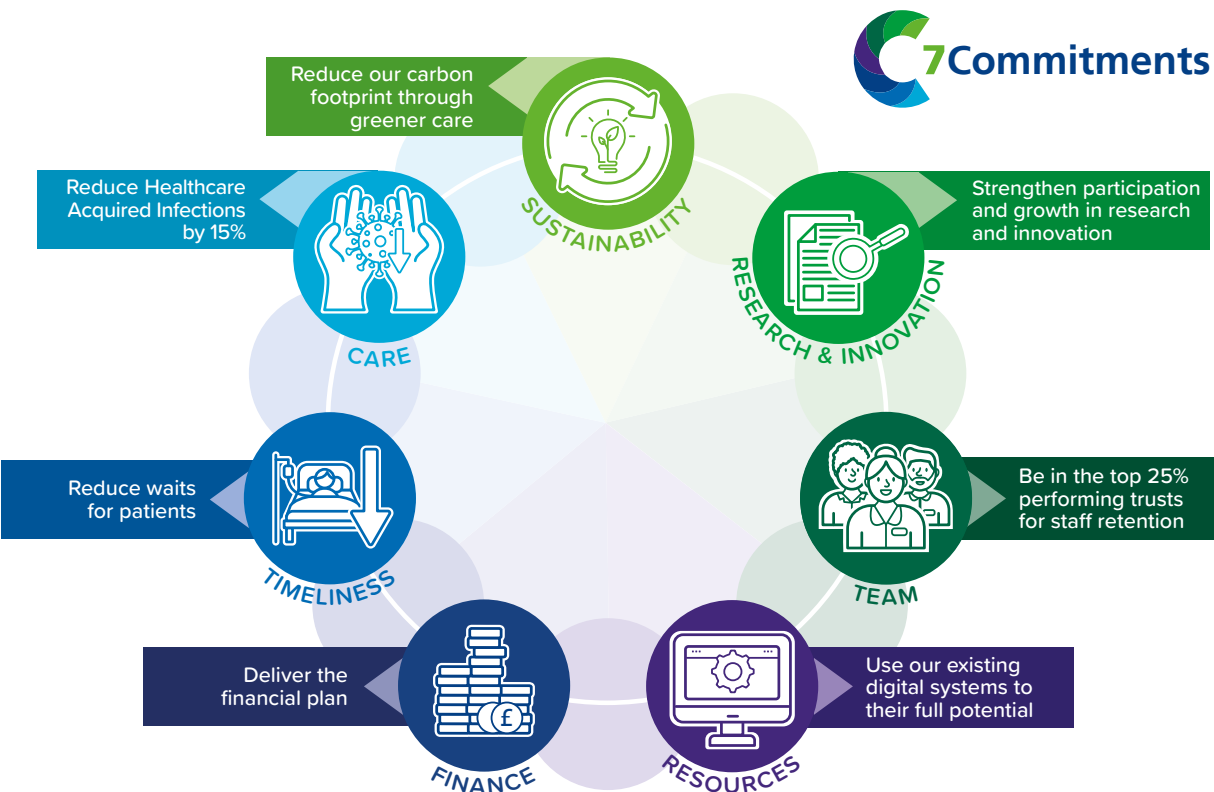 7Commitments
Reduce our carbon
footprint through
greener care
SUSTAINABILITY
Reduce Healthcare
Acquired Infections
by 15%
CARE
Strengthen participation
and growth in research
and innovation
RESEARCH & INNOVATION
Reduce waits
for patients
TIMELINESS
Be in the top 25%
performing trusts
for staff retention
TEAM
Deliver the
financial plan
£
FINANCE
Use our existing
digital systems to
their full potential
RESOURCES